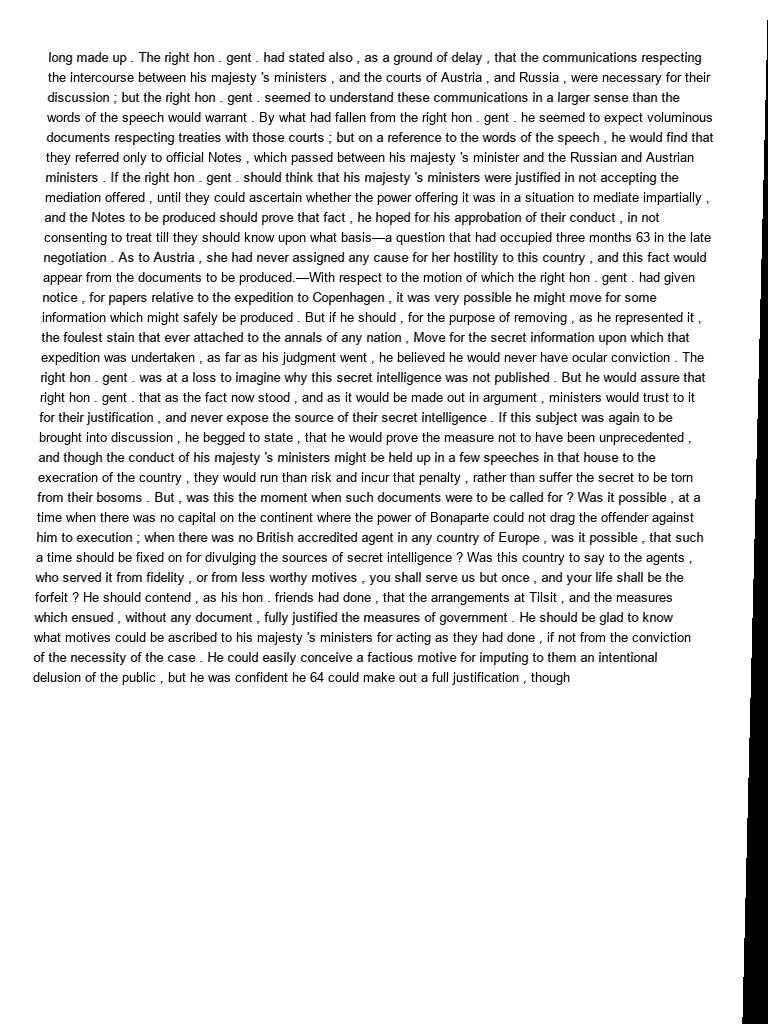 long made up . The right hon . gent . had stated also , as a ground of delay , that the communications respecting
the intercourse between his majesty 's ministers , and the courts of Austria , and Russia , were necessary for their
discussion ; but the right hon . gent . seemed to understand these communications in a larger sense than the
words of the speech would warrant . By what had fallen from the right hon . gent . he seemed to expect voluminous
documents respecting treaties with those courts ; but on a reference to the words of the speech , he would find that
they referred only to official Notes , which passed between his majesty 's minister and the Russian and Austrian
ministers . If the right hon . gent . should think that his majesty 's ministers were justified in not accepting the
mediation offered , until they could ascertain whether the power offering it was in a situation to mediate impartially ,
and the Notes to be produced should prove that fact , he hoped for his approbation of their conduct , in not
consenting to treat till they should know upon what basis—a question that had occupied three months 63 in the late
negotiation . As to Austria , she had never assigned any cause for her hostility to this country , and this fact would
appear from the documents to be produced.—With respect to the motion of which the right hon . gent . had given
notice , for papers relative to the expedition to Copenhagen , it was very possible he might move for some
information which might safely be produced . But if he should , for the purpose of removing , as he represented it ,
the foulest stain that ever attached to the annals of any nation , Move for the secret information upon which that
expedition was undertaken , as far as his judgment went , he believed he would never have ocular conviction . The
right hon . gent . was at a loss to imagine why this secret intelligence was not published . But he would assure that
right hon . gent . that as the fact now stood , and as it would be made out in argument , ministers would trust to it
for their justification , and never expose the source of their secret intelligence . If this subject was again to be
brought into discussion , he begged to state , that he would prove the measure not to have been unprecedented ,
and though the conduct of his majesty 's ministers might be held up in a few speeches in that house to the
execration of the country , they would run than risk and incur that penalty , rather than suffer the secret to be torn
from their bosoms . But , was this the moment when such documents were to be called for ? Was it possible , at a
time when there was no capital on the continent where the power of Bonaparte could not drag the offender against
him to execution ; when there was no British accredited agent in any country of Europe , was it possible , that such
a time should be fixed on for divulging the sources of secret intelligence ? Was this country to say to the agents ,
who served it from fidelity , or from less worthy motives , you shall serve us but once , and your life shall be the
forfeit ? He should contend , as his hon . friends had done , that the arrangements at Tilsit , and the measures
which ensued , without any document , fully justified the measures of government . He should be glad to know
what motives could be ascribed to his majesty 's ministers for acting as they had done , if not from the conviction
of the necessity of the case . He could easily conceive a factious motive for imputing to them an intentional
delusion of the public , but he was confident he 64 could make out a full justification , though